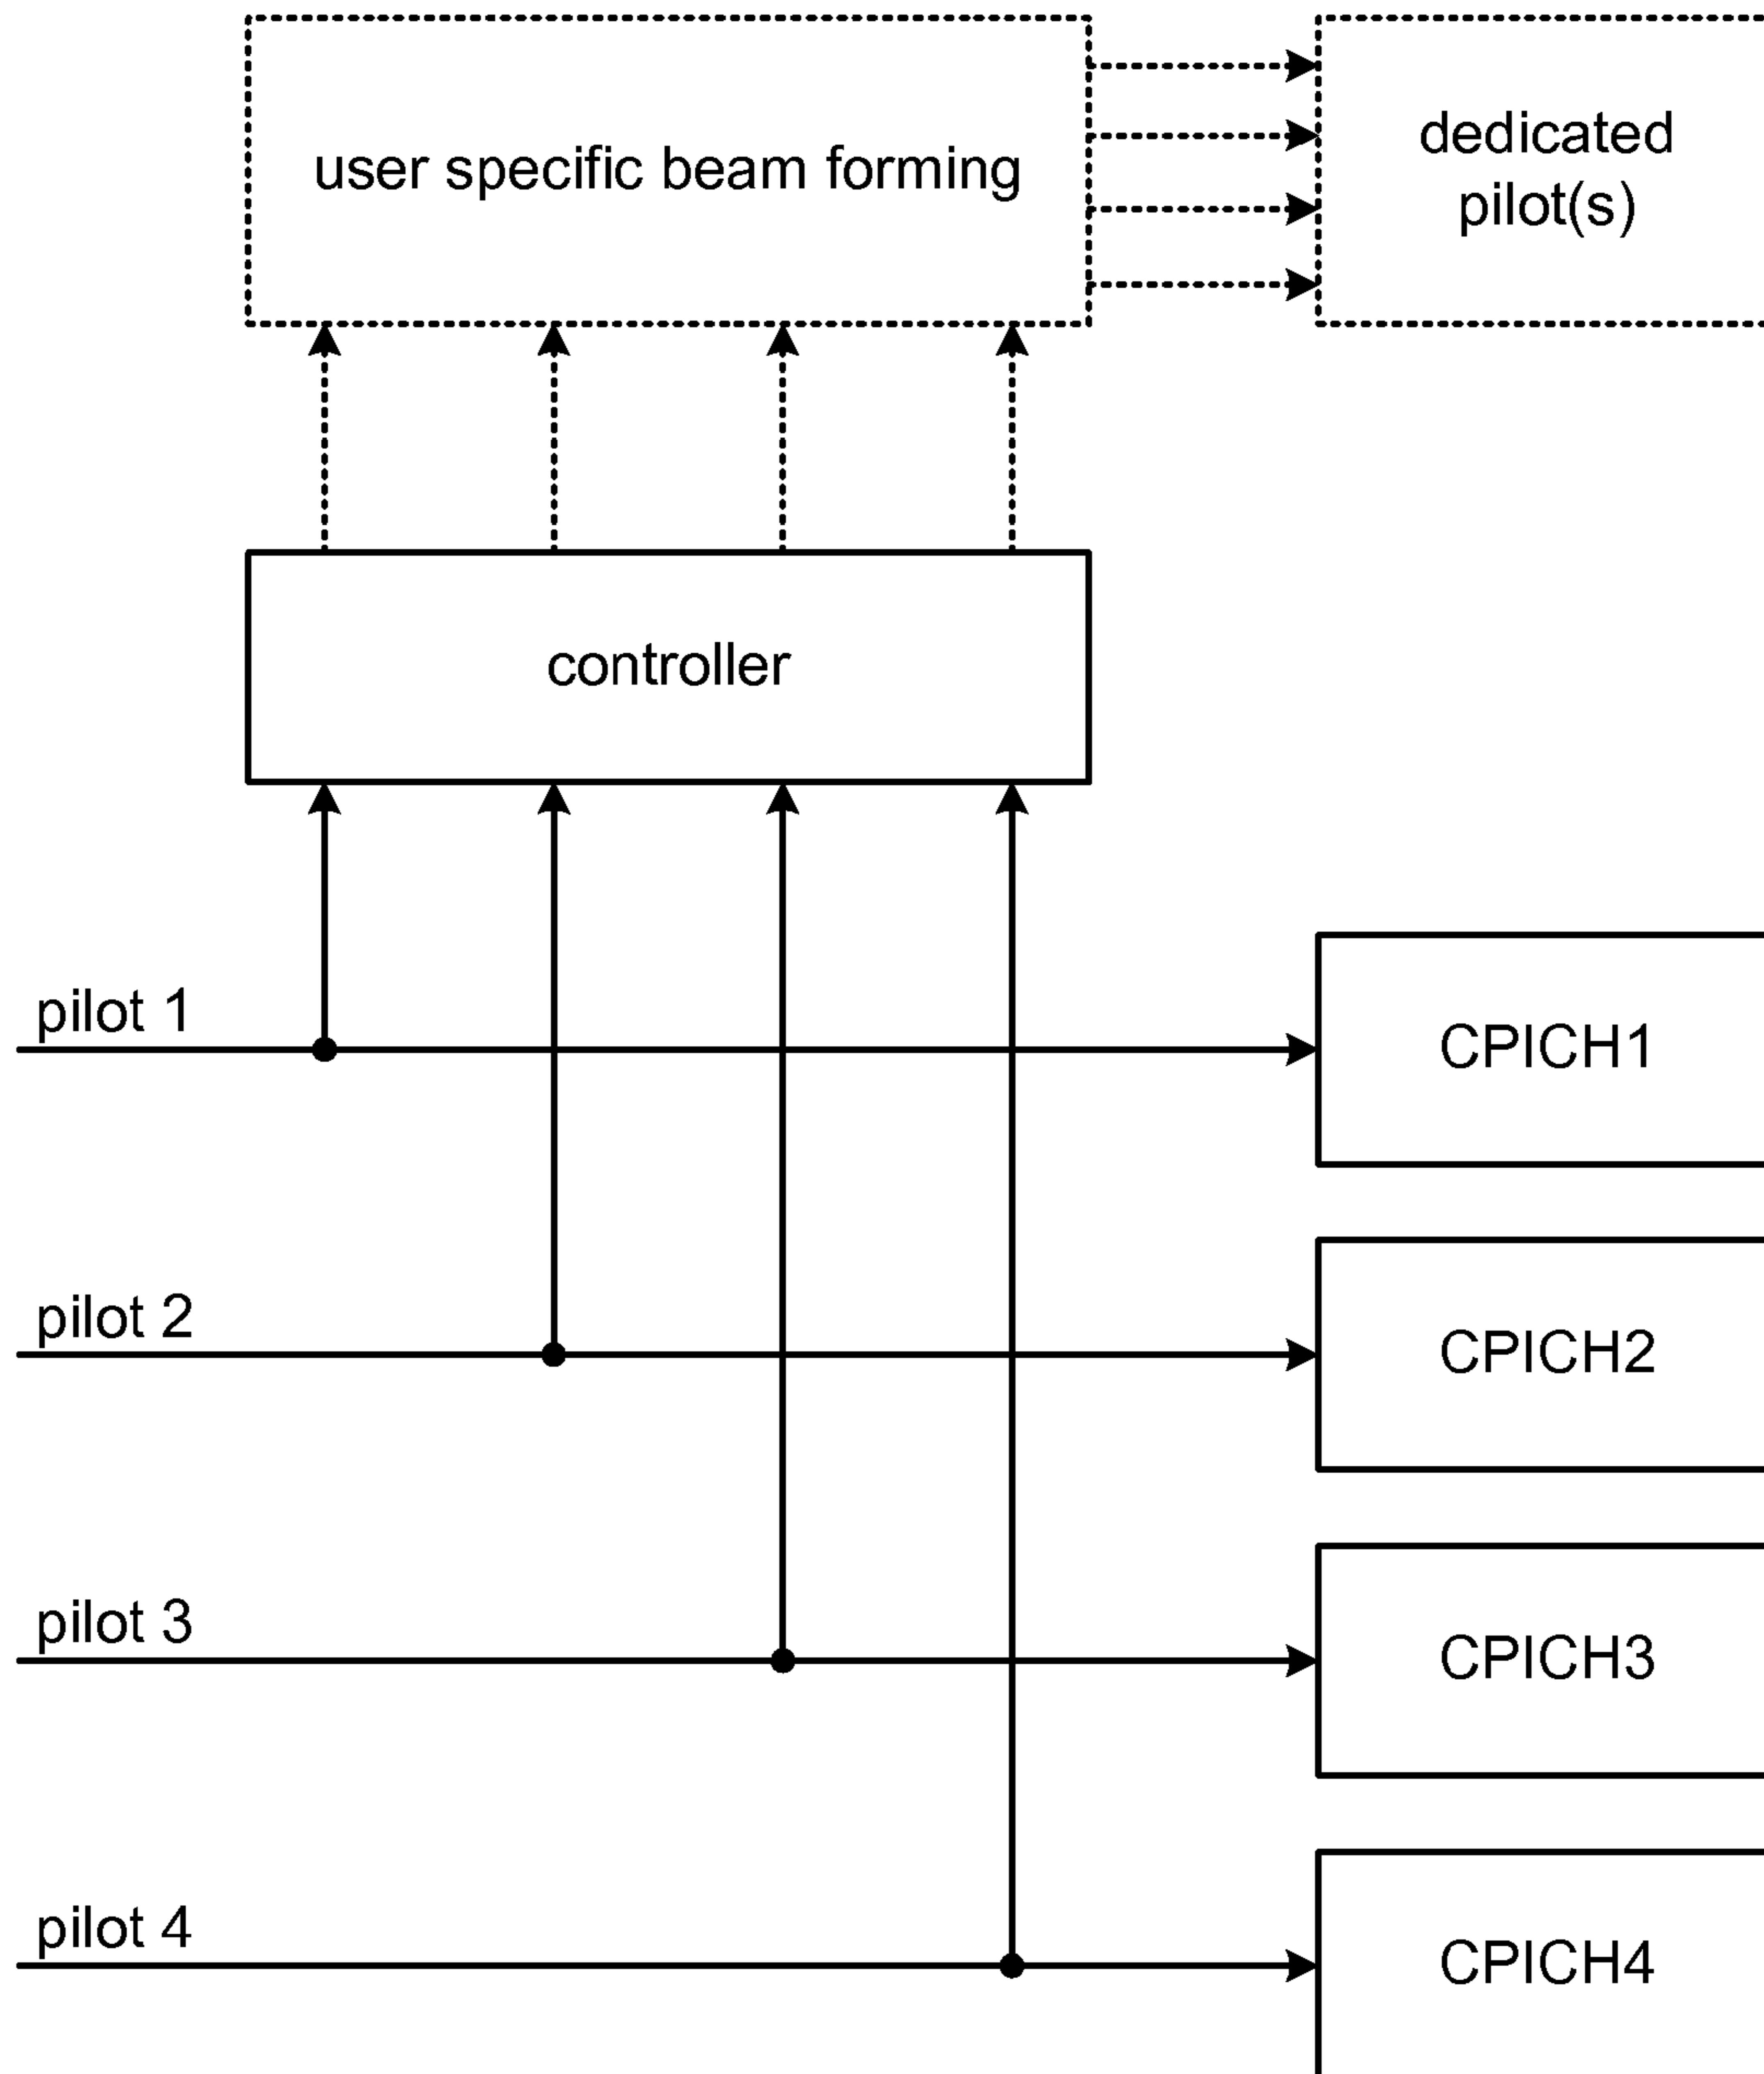 user specific beam forming
dedicated
pilot(s)
controller
pilot 1
CPICH1
pilot 2
CPICH2
pilot 3
CPICH3
pilot 4
CPICH4